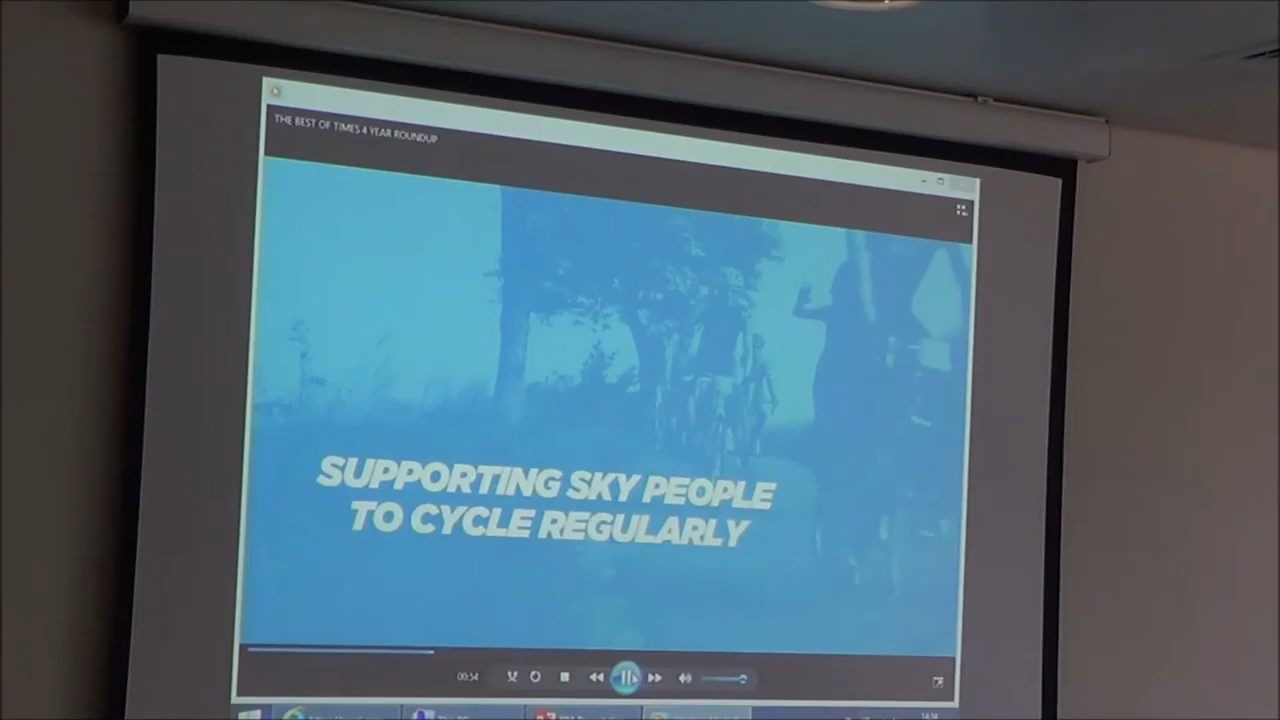 THE BEST OF TIMES 4 YEAR ROUNDUP
SUPPORTING SKY PEOPLE
TO CYCLE REGULARLY
00:54